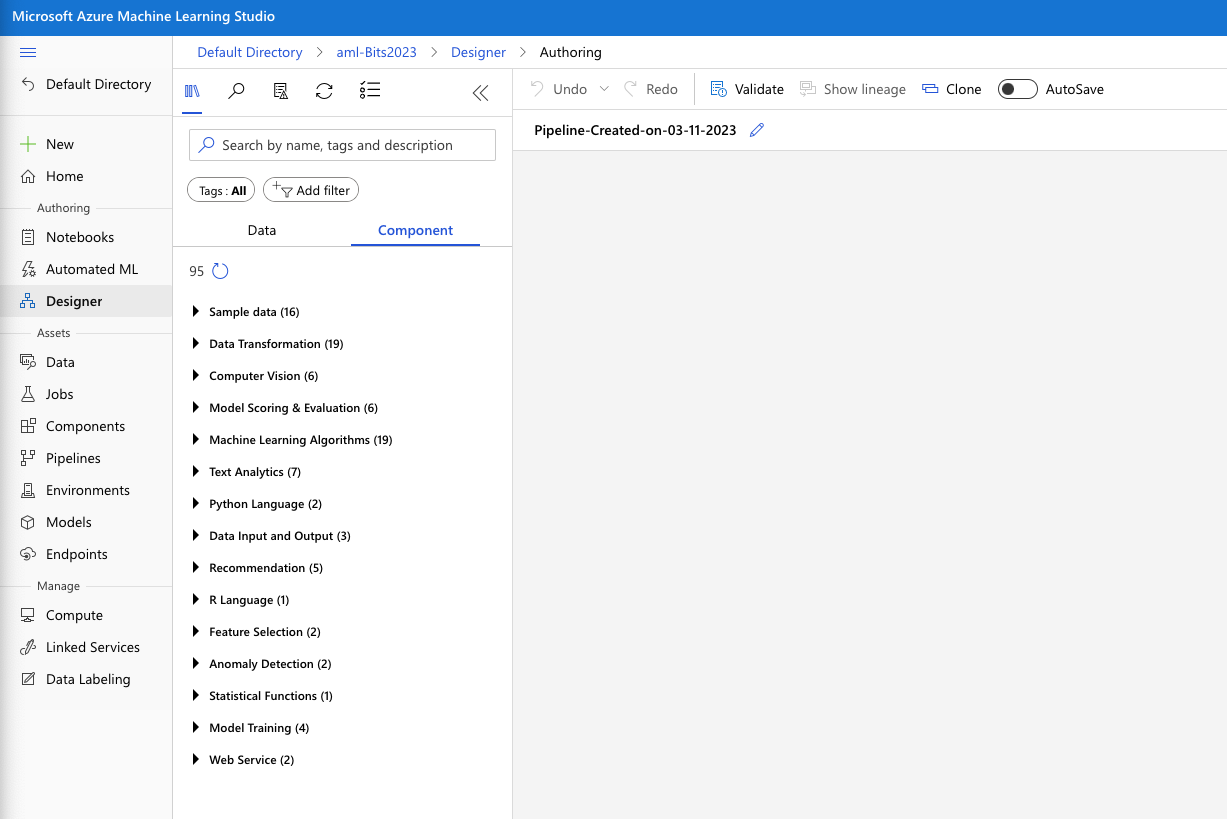 Microsoft Azure Machine Learning Studio
Default Directory
New
Home
Authoring
Notebooks
Automated ML
Designer
Assets
Data
Jobs
Components
Pipelines
Environments
Models
Endpoints
Manage
Compute
Linked Services
Data Labeling
Default Directory > aml-Bits2023 > Designer > Authoring
Search by name, tags and description
Tags : All Add filter
Data Component
95
Sample data (16)
Data Transformation (19)
Computer Vision (6)
Model Scoring & Evaluation (6)
Machine Learning Algorithms (19)
Text Analytics (7)
Python Language (2)
Data Input and Output (3)
Recommendation (5)
R Language (1)
Feature Selection (2)
Anomaly Detection (2)
Statistical Functions (1)
Model Training (4)
Web Service (2)
Undo Redo Validate Show lineage Clone AutoSave
Pipeline-Created-on-03-11-2023